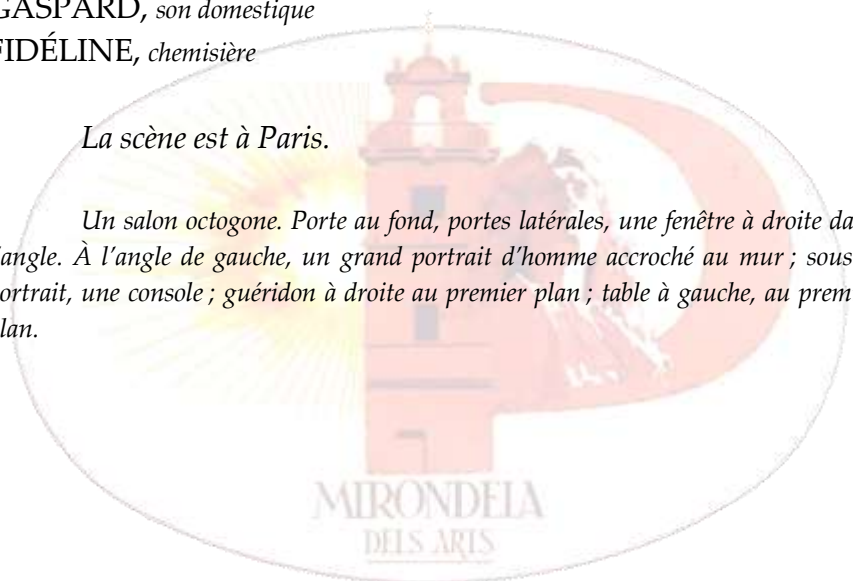 GASPARD, son domestique
FIDÉLINE, chemisière
La scène est à Paris.
Un salon octogone. Porte au fond, portes latérales, une fenêtre à droite da
l’angle. À l’angle de gauche, un grand portrait d’homme accroché au mur ; sous
ortrait, une console ; guéridon à droite au premier plan ; table à gauche, au prem
lan.
MIRONDELA
DELS ARTS